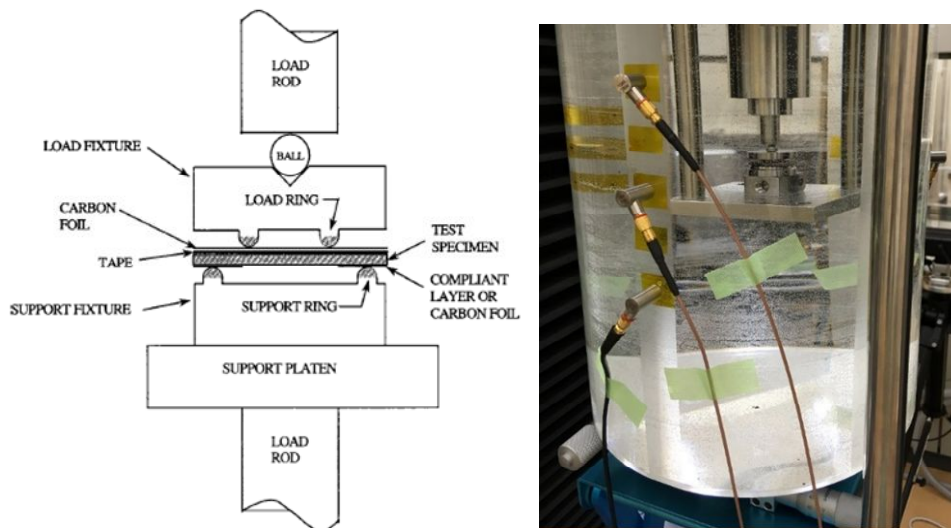 LOAD
ROD
BALL
LOAD FIXTURE
LOAD RING
CARBON
FOIL
TEST
SPECIMEN
TAPE
COMPLIANT
LAYER OR
CARBON FOIL
SUPPORT FIXTURE
SUPPORT RING
SUPPORT PLATEN
LOAD
ROD